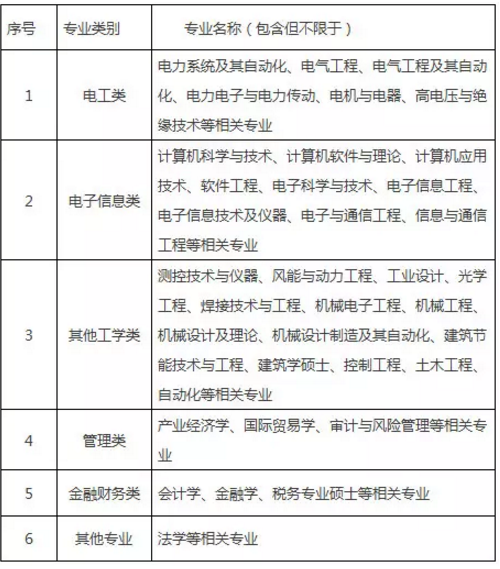 序号 专业类别 专业名称（包含但不限于）
1 电工类 电力系统及其自动化、电气工程、电气工程及其自动
化、电力电子与电力传动、电机与电器、高电压与绝
缘技术等相关专业
2 电子信息类 计算机科学与技术、计算机软件与理论、计算机应用
技术、软件工程、电子科学与技术、电子信息工程、
电子信息技术及仪器、电子与通信工程、信息与通信
工程等相关专业
3 其他工学类 测控技术与仪器、风能与动力工程、工业设计、光学
工程、焊接技术与工程、机械电子工程、机械工程、
机械设计及理论、机械设计制造及其自动化、建筑节
能技术与工程、建筑学硕士、控制工程、土木工程、
自动化等相关专业
4 管理类 产业经济学、国际贸易学、审计与风险管理等相关专
业
5 金融财务类 会计学、金融学、税务专业硕士等相关专业
6 其他专业 法学等相关专业